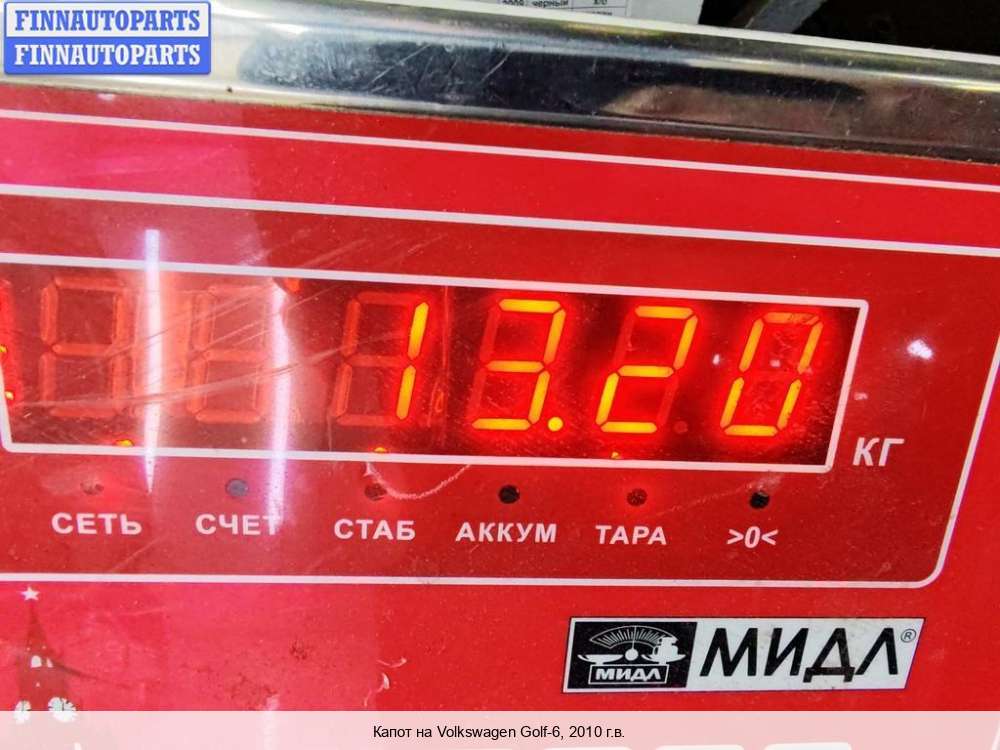 FINNAUTOPARTS
FINNAUTOPARTS
13.20
КГ
СЕТЬ СЧЕТ СТАБ АККУМ ТАРА >0<
МИДЛ МИДЛ®
Капот на Volkswagen Golf-6, 2010 г.в.